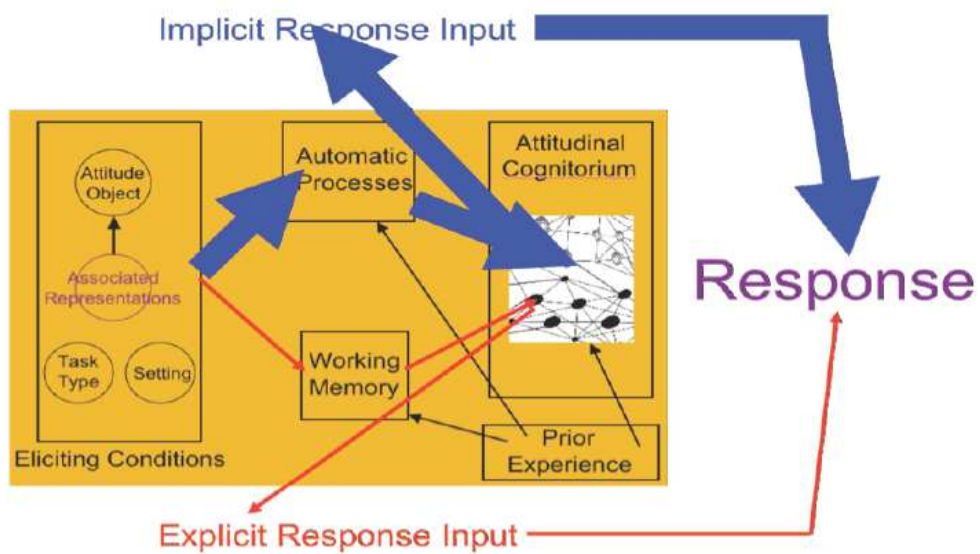 Implicit Response Input
Attitude
Object
Associated
Representations
Task
Type
Setting
Eliciting Conditions
Automatic
Processes
Working
Memory
Attitudinal
Cognitorium
Prior
Experience
Response
Explicit Response Input